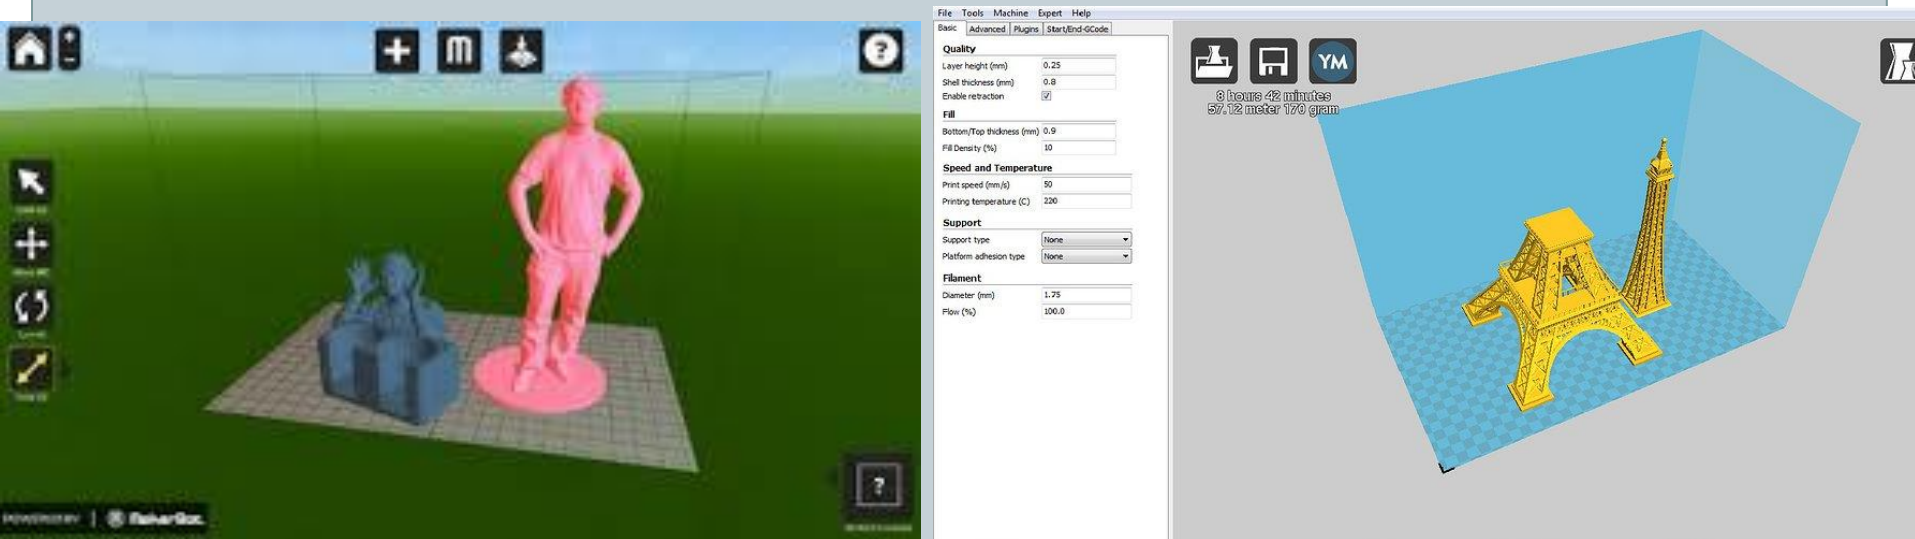 ?
?
POWERED BY | MakerBot.
File Tools Machine Expert Help
Basic Advanced Plugins Start/End-GCode
Quality
Layer height (mm) 0.25
Shell thickness (mm) 0.8
Enable retraction
Fill
Bottom/Top thickness (mm) 0.9
Fill Density (%) 10
Speed and Temperature
Print speed (mm/s) 50
Printing temperature (C) 220
Support
Support type None
Platform adhesion type None
Filament
Diameter (mm) 1.75
Flow (%) 100.0
YM
8 hours 42 minutes
57.12 meter 170 gram